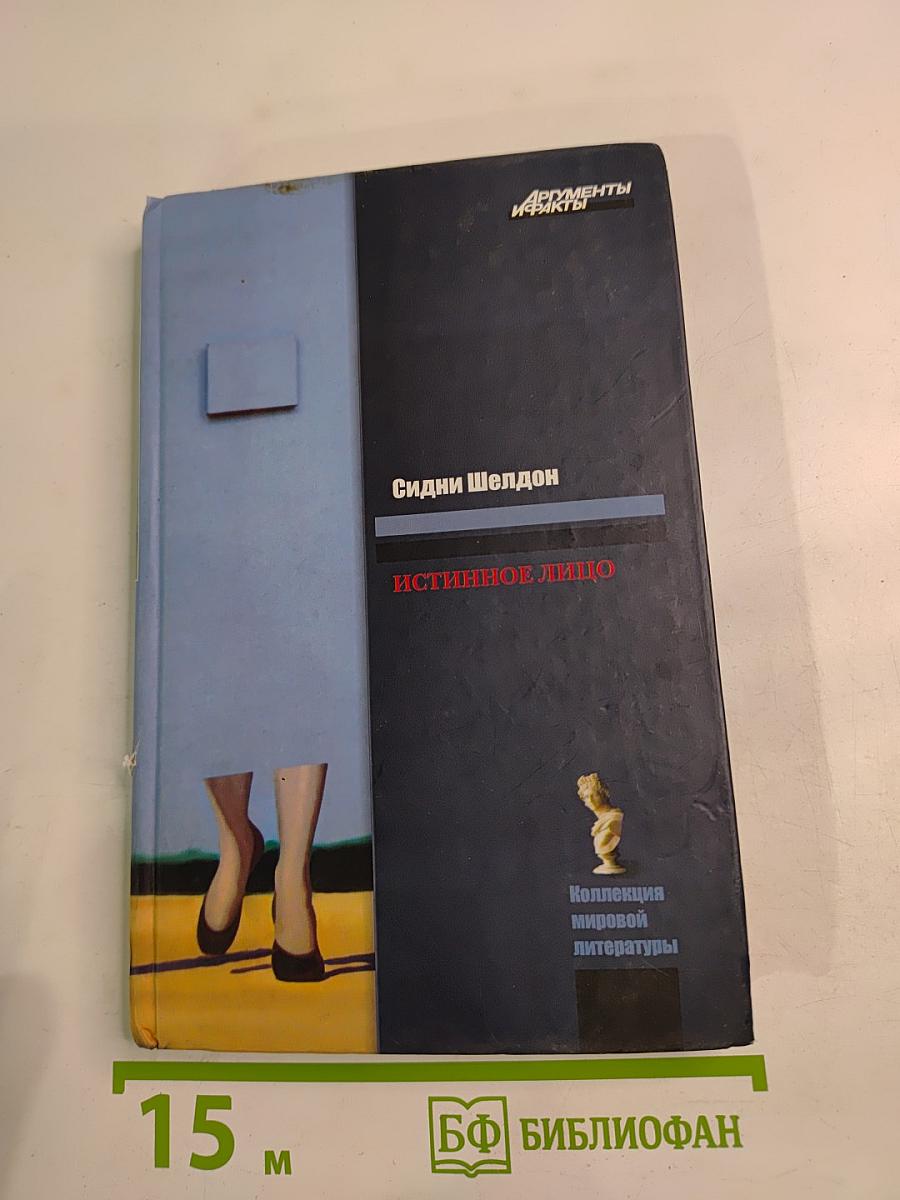 АРГУМЕНТЫ
И ФАКТЫ
Сидни Шелдон
ИСТИННОЕ ЛИЦО
Коллекция
мировой
литературы
15 м
БФ БИБЛИОФАН